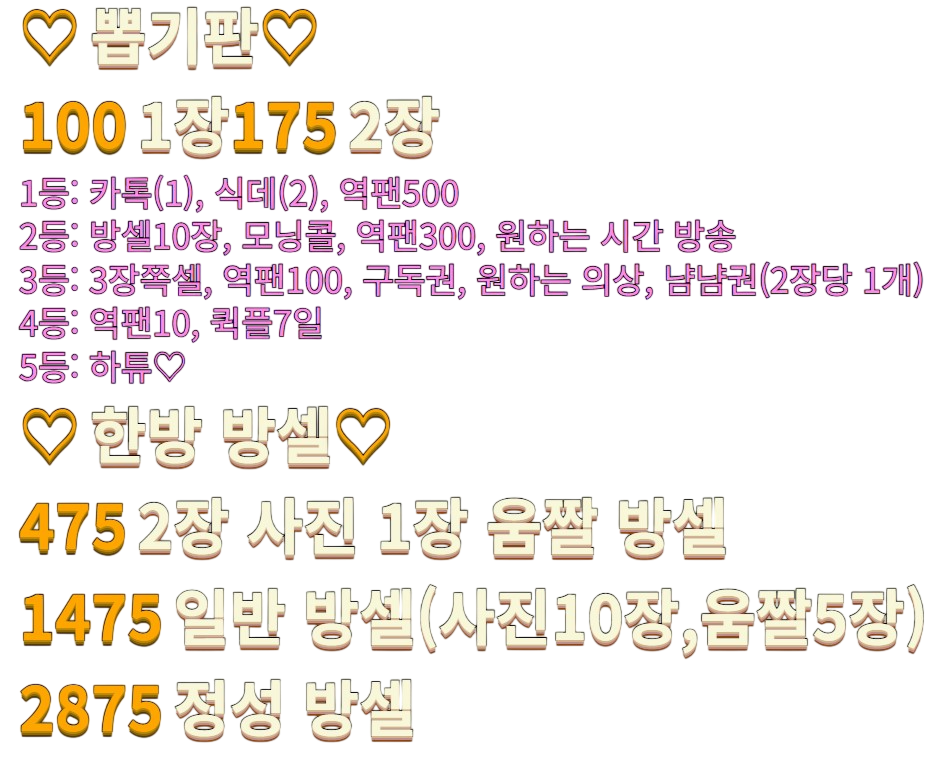 ♡ 뽑기판♡
100 1장175 2장
1등: 카톡(1), 식데(2), 역팬500
2등: 방셀10장, 모닝콜, 역팬300, 원하는 시간 방송
3등: 3장쪽셀, 역팬100, 구독권, 원하는 의상, 냠냠권(2장당 1개)
4등: 역팬10, 퀵플7일
5등: 하튜♡
♡ 한방 방셀♡
475 2장 사진 1장 움짤 방셀
1475 일반 방셀(사진10장,움짤5장)
2875 정성 방셀